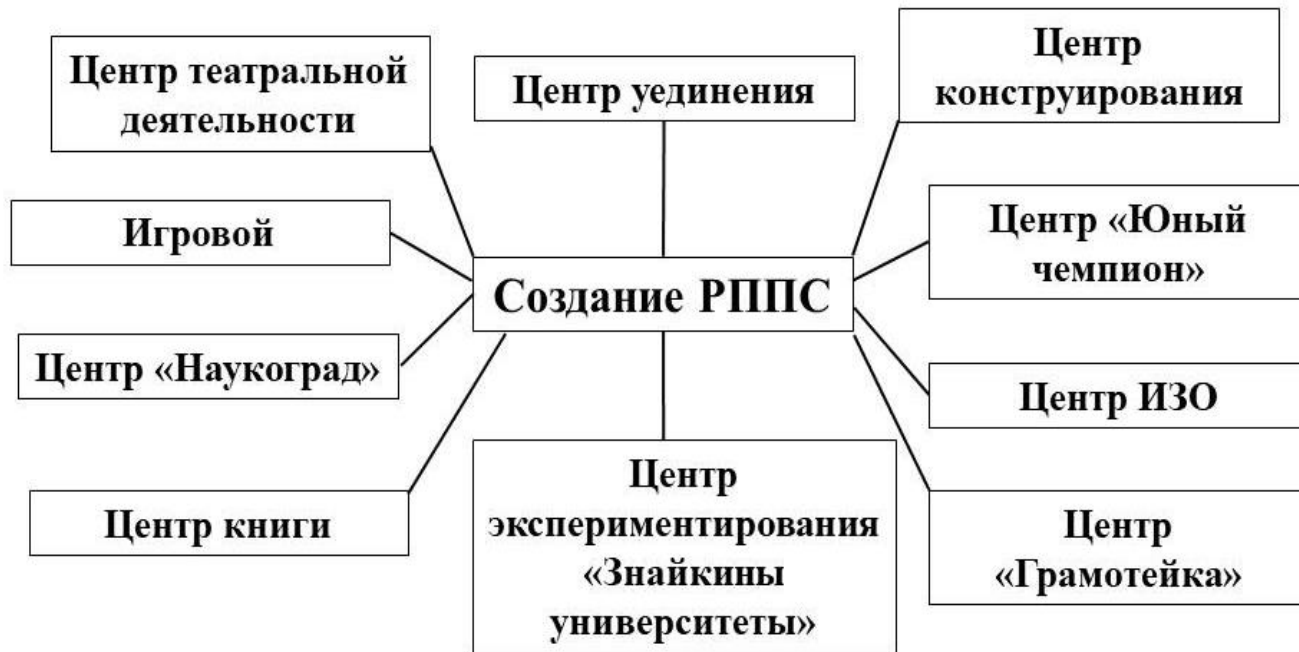 Центр театральной
деятельности
Центр уединения
Центр
конструирования
Игровой
Центр «Юный
чемпион»
Создание РППС
Центр «Наукоград»
Центр ИЗО
Центр книги
Центр
экспериментирования
«Знайкины
университеты»
Центр
«Грамотейка»